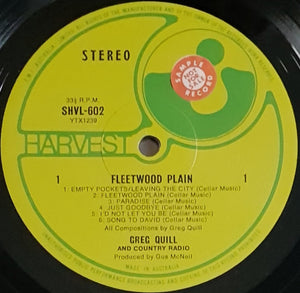 STEREO
SAMPLE
RECORD
33⅓ R.P.M.
SHVL-602
YTX1239
HARVEST
1 FLEETWOOD PLAIN 1
1: EMPTY POCKETS/LEAVING THE CITY (Cellar Music)
2: FLEETWOOD PLAIN (Cellar Music)
3: PARADISE (Cellar Music)
4: JUST GOODBYE (Cellar Music)
5: I'D NOT LET YOU BE (Cellar Music)
6: SONG TO DAVID (Cellar Music)
All Compositions by Greg Quill
GREG QUILL
AND COUNTRY RADIO
Produced by Gus McNeil
MADE IN AUSTRALIA